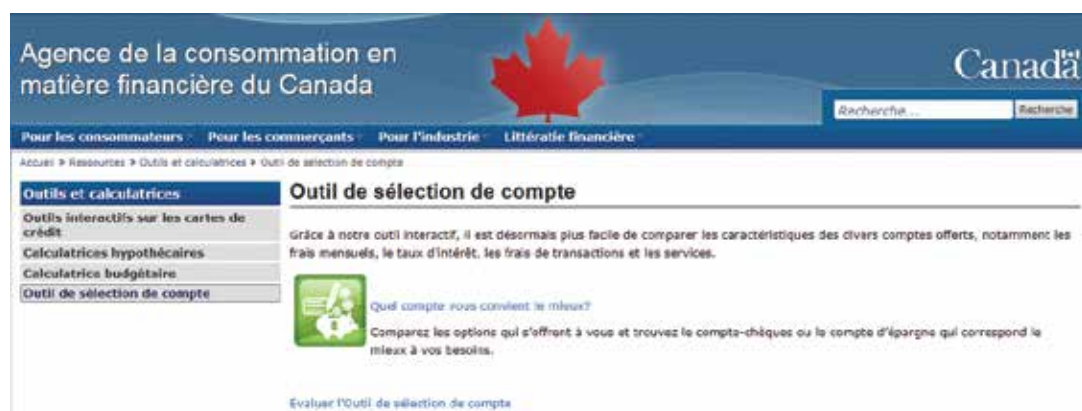 Agence de la consommation en
matière financière du Canada
Canada
Recherche...
Recherche
Pour les consommateurs Pour les commerçants Pour l'industrie Littératie financière
Accueil > Ressources > Outils et calculatrices > Outil de sélection de compte
Outils et calculatrices
Outils interactifs sur les cartes de
crédit
Calculatrices hypothécaires
Calculatrice budgétaire
Outil de sélection de compte
Outil de sélection de compte
Grâce à notre outil interactif, il est désormais plus facile de comparer les caractéristiques des divers comptes offerts, notamment les
frais mensuels, le taux d'intérêt, les frais de transactions et les services.
Quel compte vous convient le mieux?
Comparez les options qui s'offrent à vous et trouvez le compte-chèques ou le compte d'épargne qui correspond le
mieux à vos besoins.
Évaluer l'Outil de sélection de compte